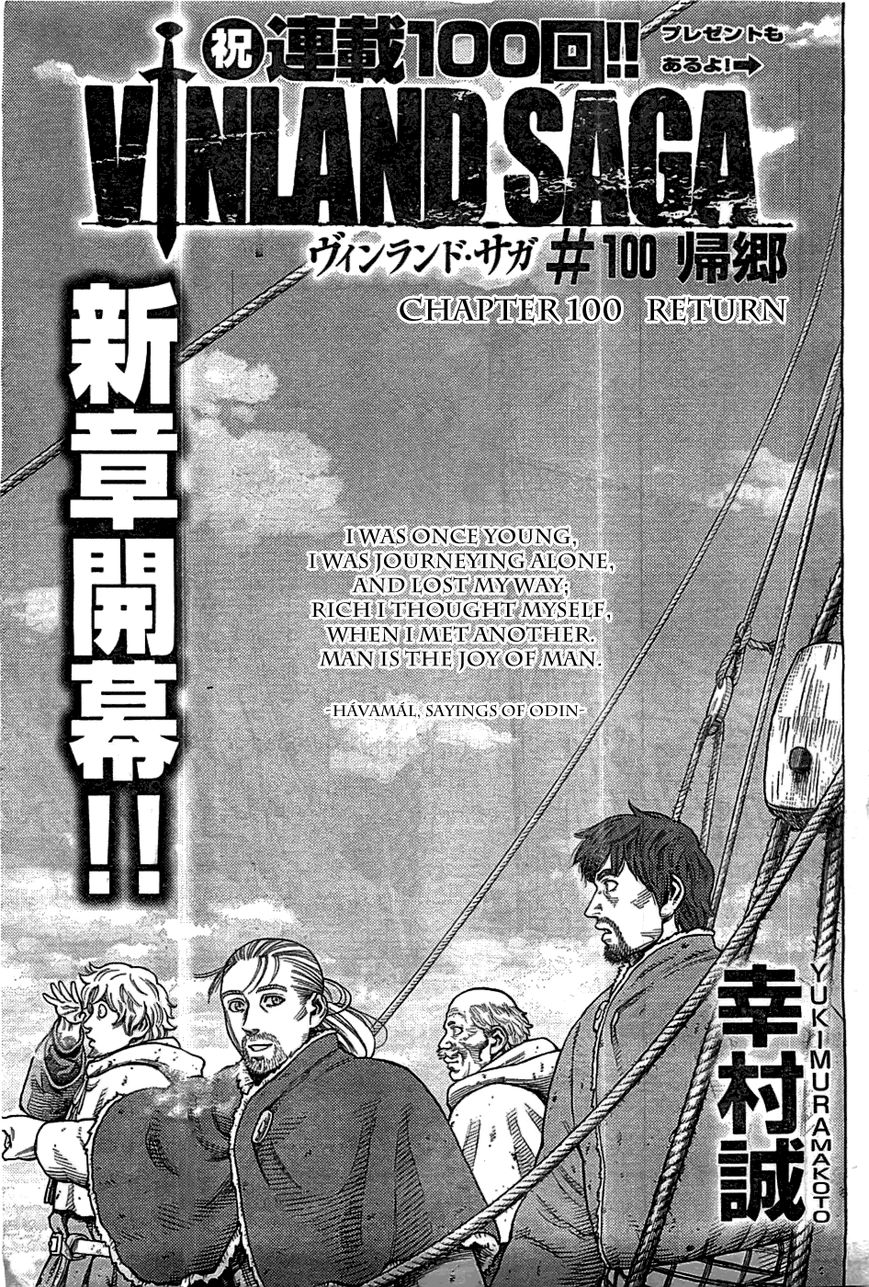 祝 連載100回!!
プレゼントも
あるよ!➡
VINLAND SAGA
ヴィンランド・サガ #100 帰郷
CHAPTER 100 RETURN
新章開幕!!
I WAS ONCE YOUNG,
I WAS JOURNEYING ALONE,
AND LOST MY WAY;
RICH I THOUGHT MYSELF,
WHEN I MET ANOTHER.
MAN IS THE JOY OF MAN.
-HÁVAMÁL, SAYINGS OF ODIN-
幸村誠
YUKIMURA MAKOTO